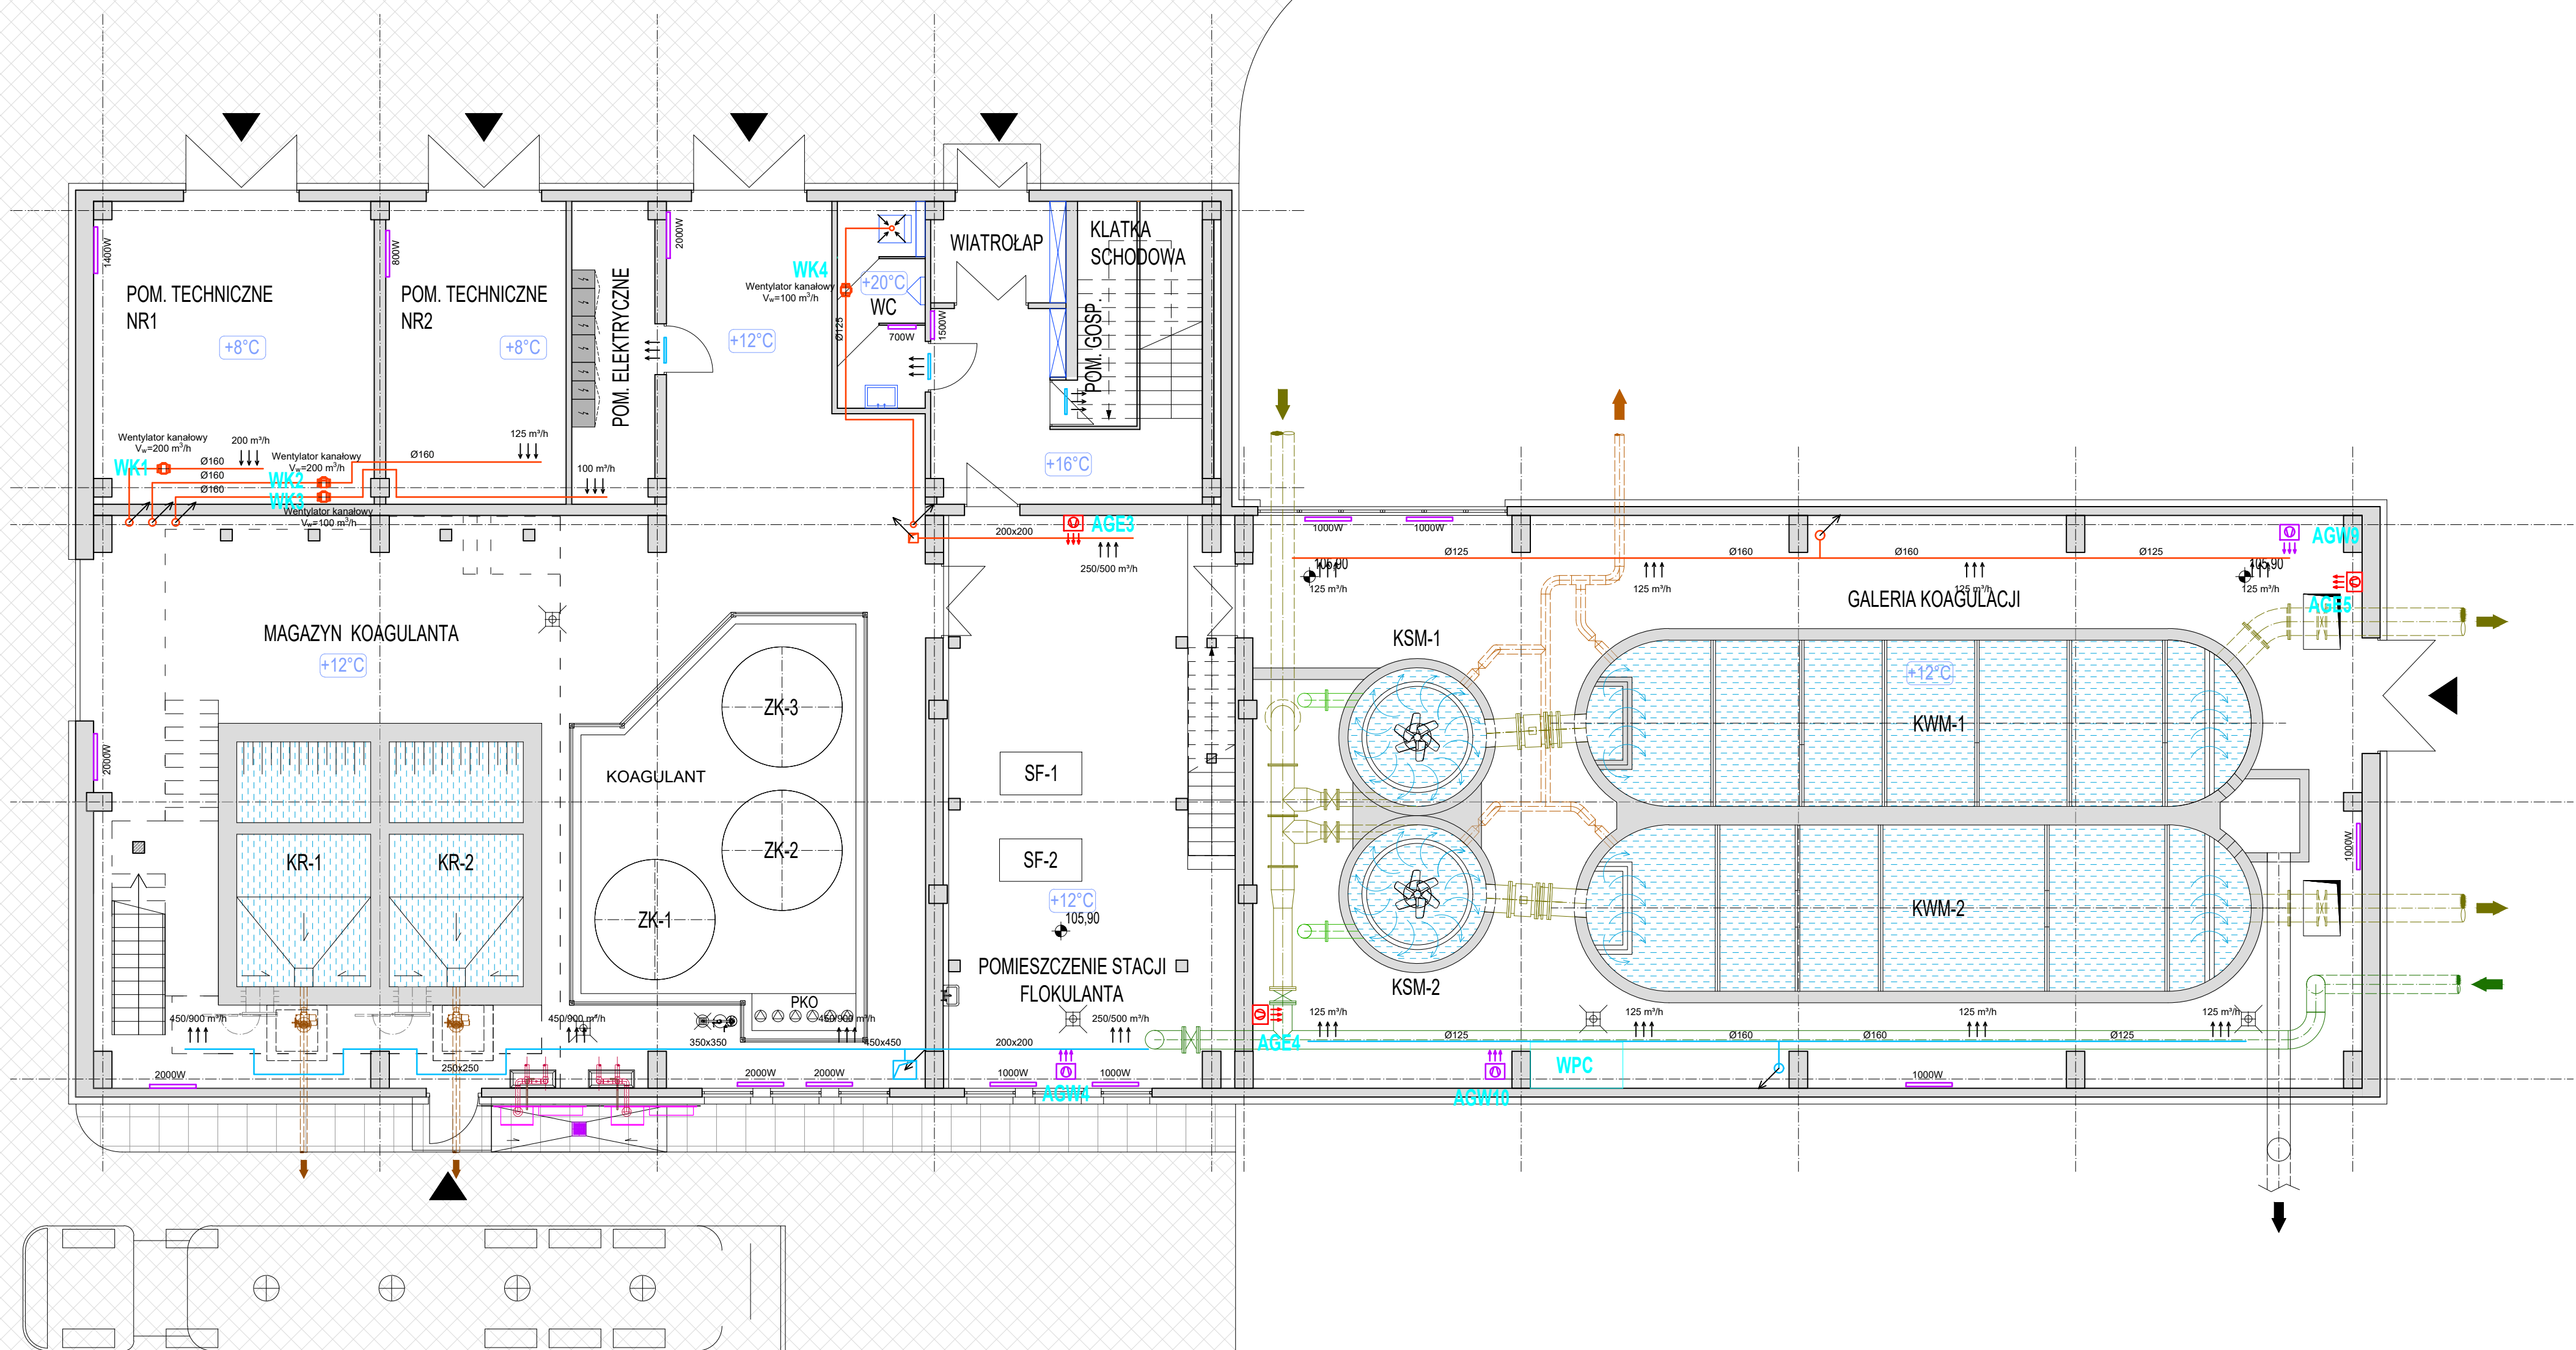 1400W
POM. TECHNICZNE
NR1
+8°C
800W
POM. TECHNICZNE
NR2
+8°C
POM. ELEKTRYCZNE
2000W
+12°C
WK4
Wentylator kanałowy
Vw=100 m³/h
Ø125
+20°C
WC
700W
1500W
WIATROŁAP
KLATKA
SCHODOWA
POM. GOSP.
+16°C
Wentylator kanałowy
Vw=200 m³/h
WK1
200 m³/h
Ø160
Ø160
Ø160
Wentylator kanałowy
Vw=200 m³/h
WK2
WK3
Wentylator kanałowy
Vw=100 m³/h
Ø160
125 m³/h
100 m³/h
200x200
AGE3
250/500 m³/h
MAGAZYN KOAGULANTA
+12°C
2000W
KR-1
KR-2
KOAGULANT
ZK-3
ZK-2
ZK-1
PKO
450/900 m³/h
450/900 m³/h
450/900 m³/h
350x350
450x450
250x250
2000W
2000W
2000W
SF-1
SF-2
+12°C
105,90
POMIESZCZENIE STACJI
FLOKULANTA
250/500 m³/h
200x200
1000W
1000W
AGW4
1000W
1000W
Ø125
Ø160
Ø160
Ø125
AGW9
105,90
125 m³/h
125 m³/h
125 m³/h
105,90
125 m³/h
AGE5
GALERIA KOAGULACJI
KSM-1
+12°C
KWM-1
KWM-2
KSM-2
1000W
AGE4
125 m³/h
125 m³/h
125 m³/h
125 m³/h
Ø125
Ø160
Ø160
Ø125
WPC
AGW10
1000W